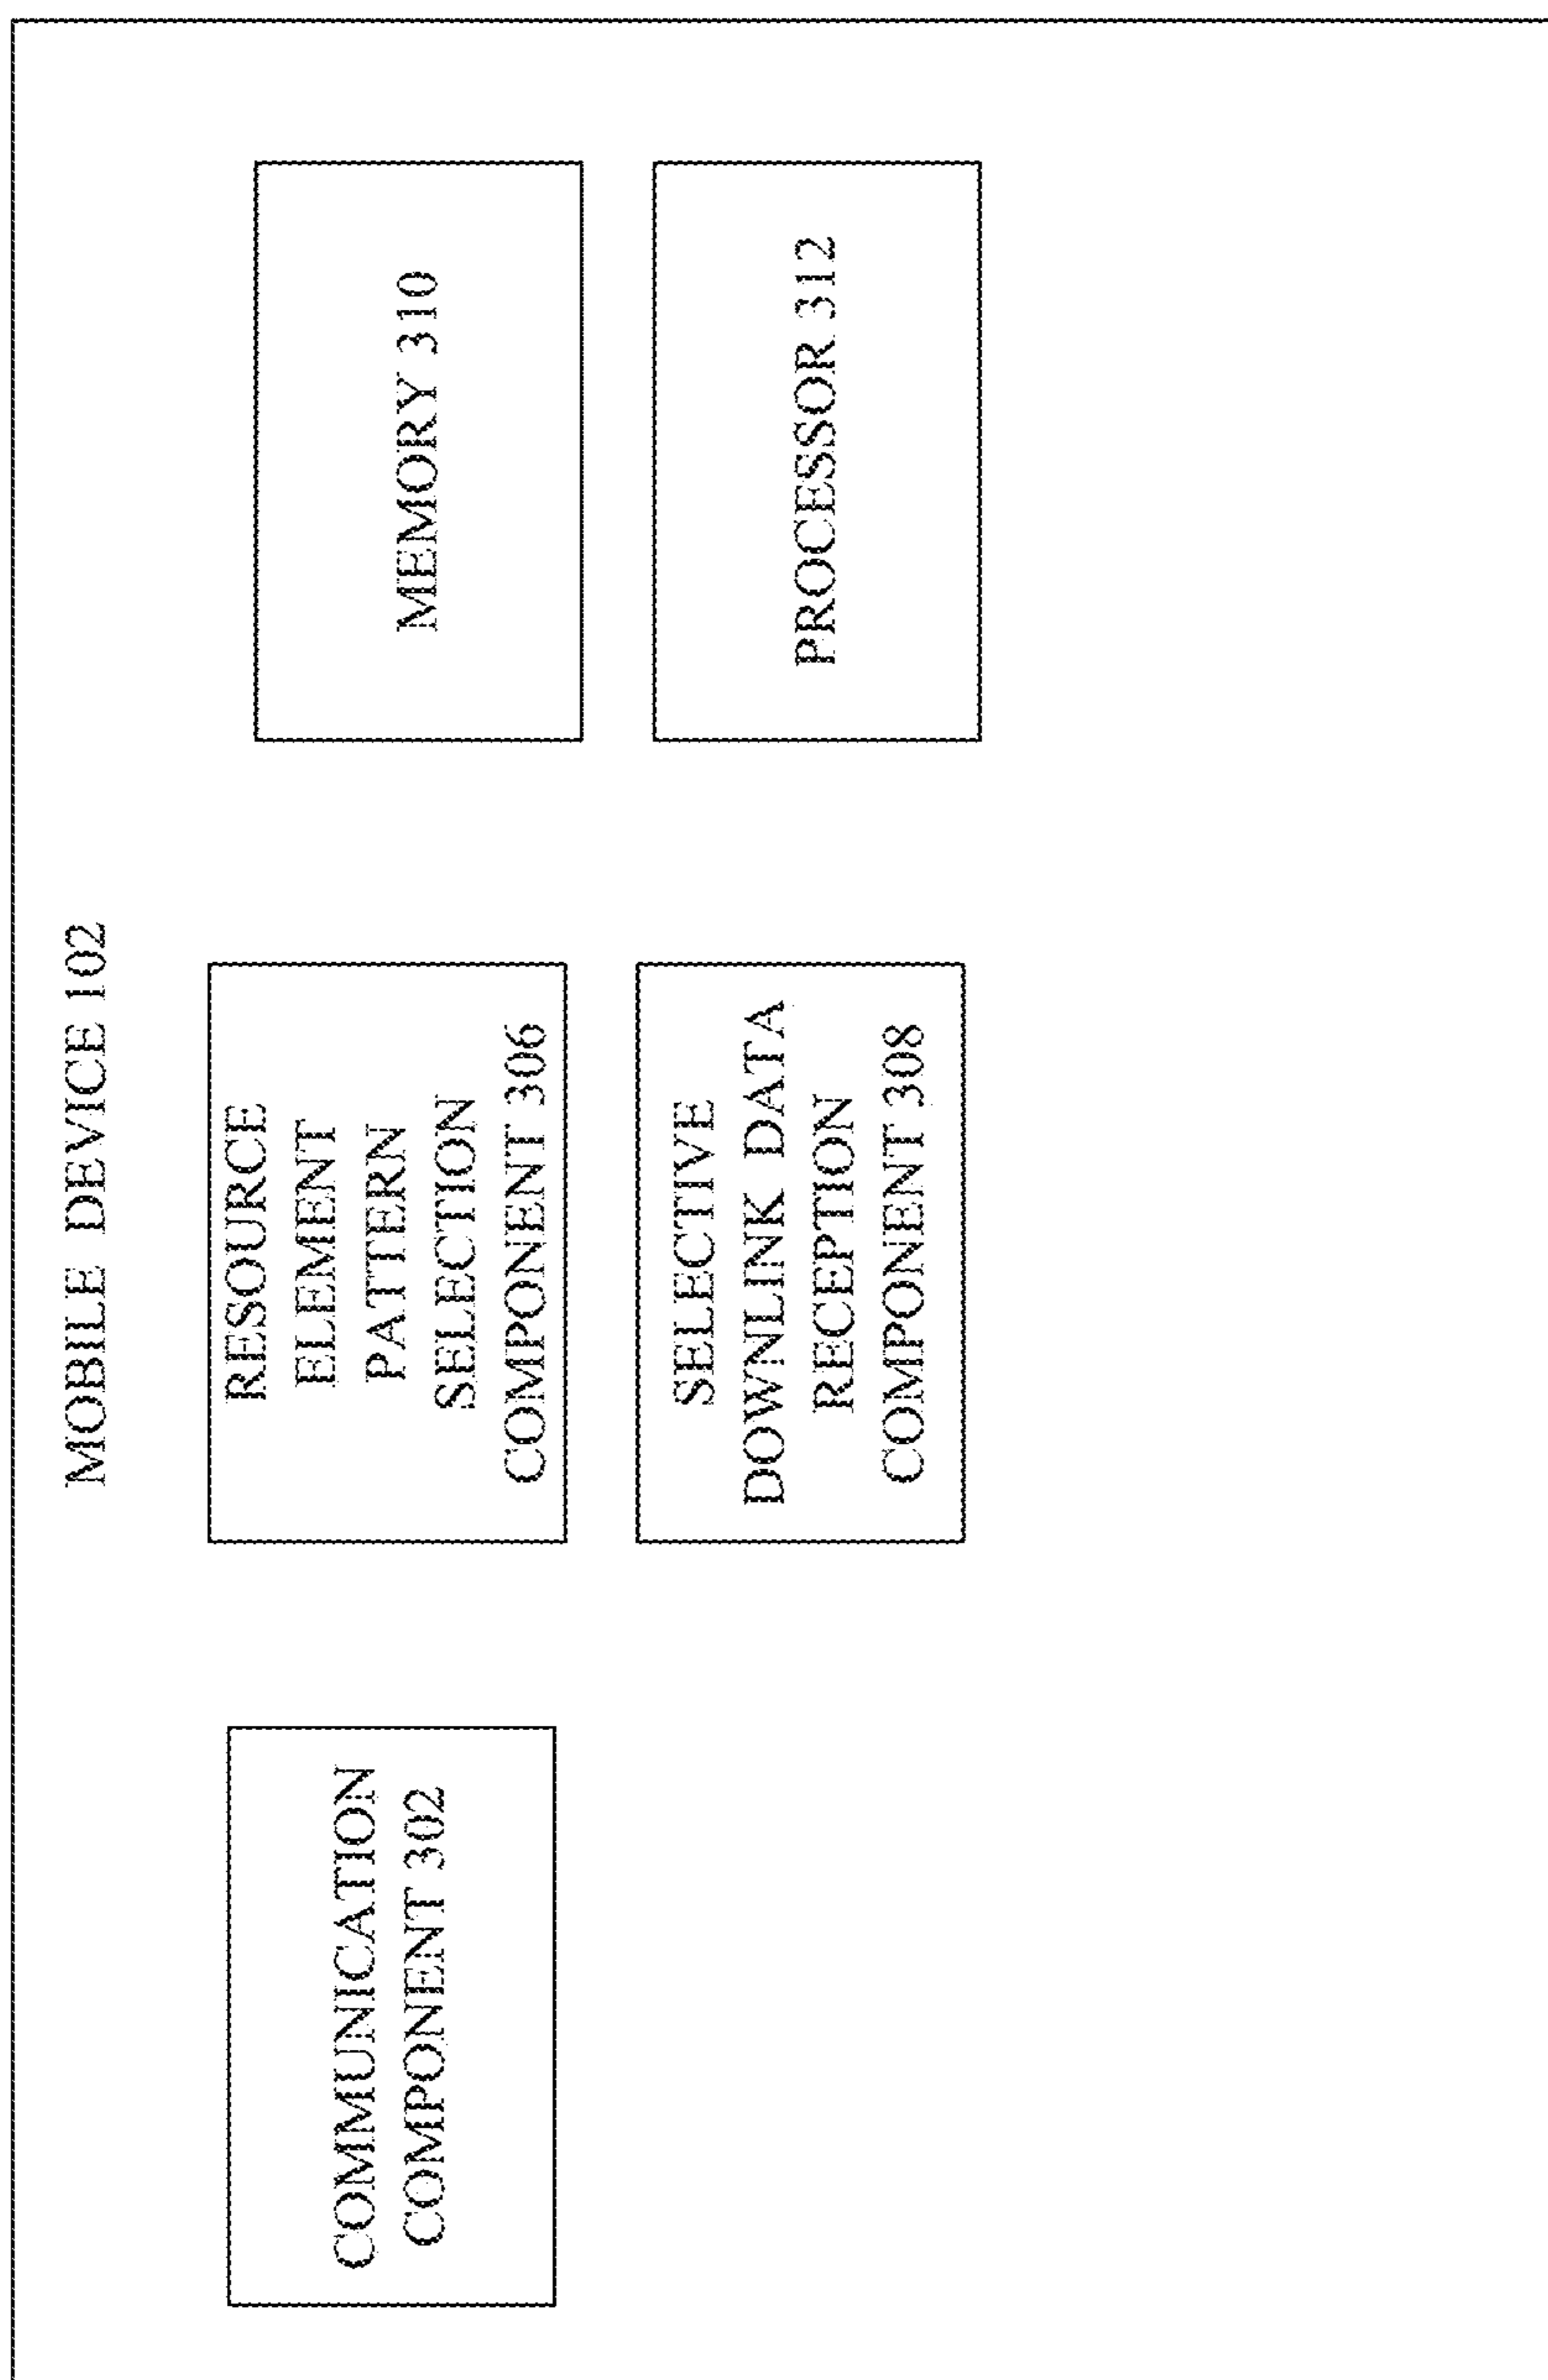 MOBILE DEVICE 102
COMMUNICATION
COMPONENT 302
RESOURCE
ELEMENT
PATTERN
SELECTION
COMPONENT 306
SELECTIVE
DOWNLINK DATA
RECEPTION
COMPONENT 308
MEMORY 310
PROCESSOR 312